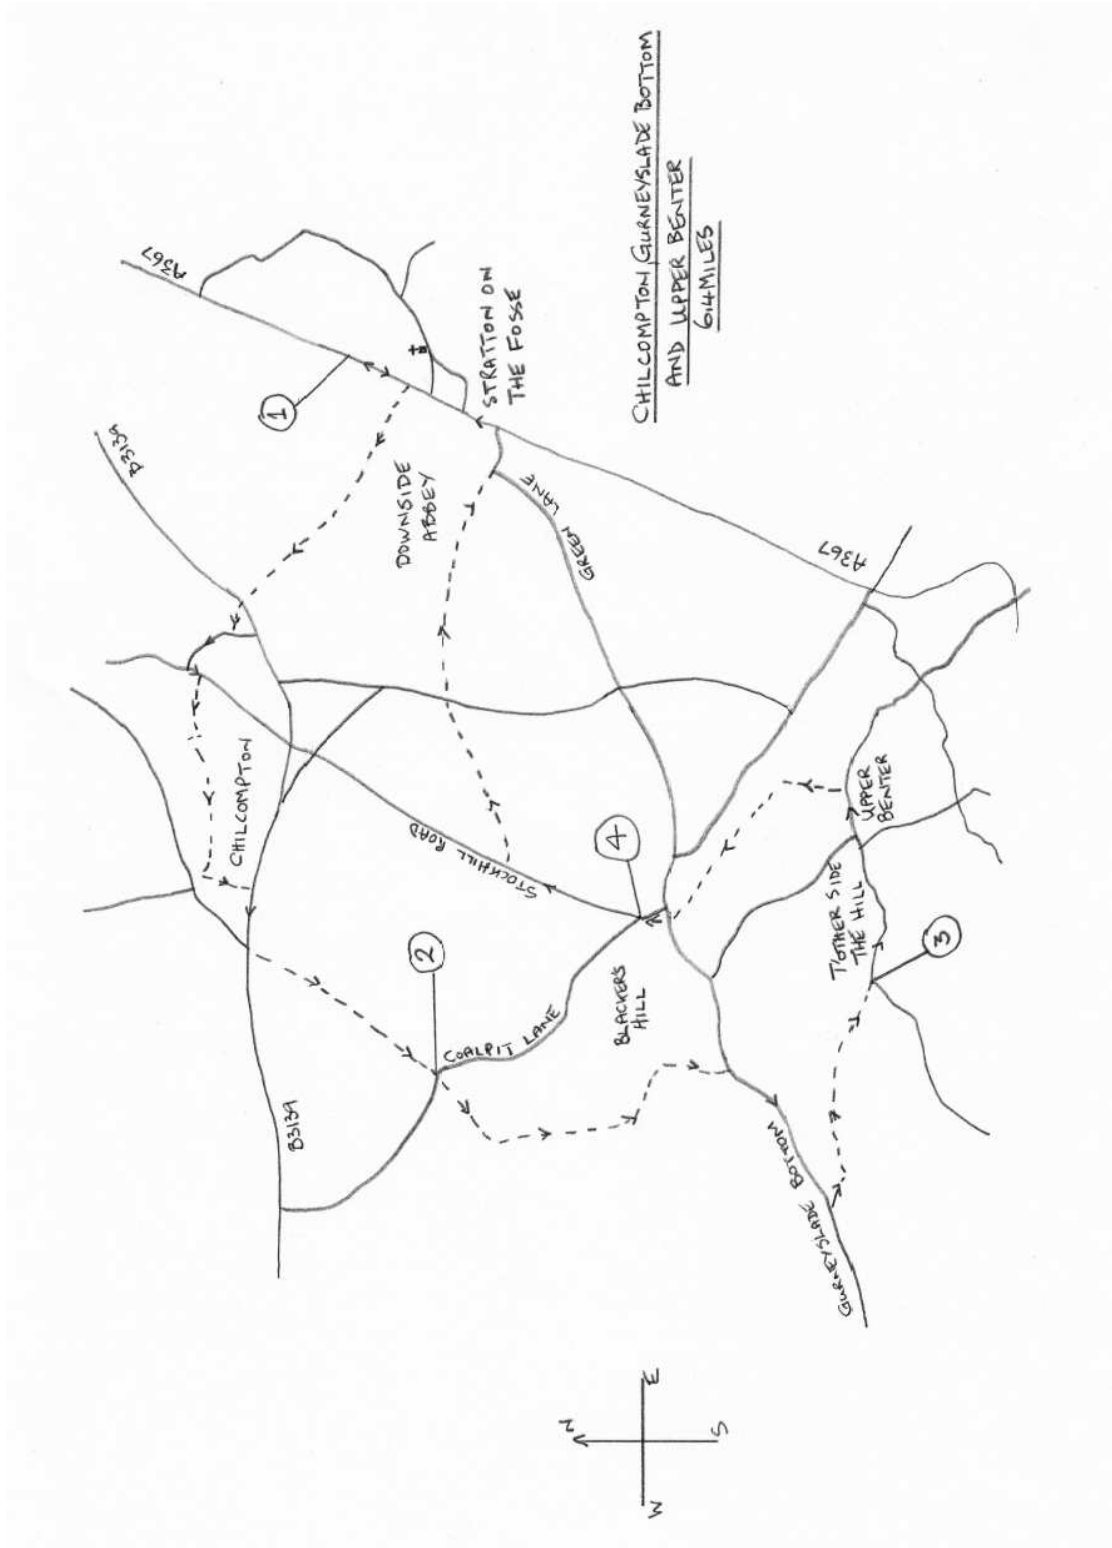 CHILCOMPTON, GURNEYSLADE BOTTOM
AND UPPER BENTER
6.4 MILES
A367
B3139
1
STRATTON ON
THE FOSSE
DOWNSIDE
ABBEY
GREEN LANE
A367
CHILCOMPTON
STOCKHILL ROAD
4
UPPER
BENTER
T'OTHER SIDE
THE HILL
3
2
COALPIT LANE
BLACKERS
HILL
B3139
GURNEYSLADE BOTTOM
N
E
S
W